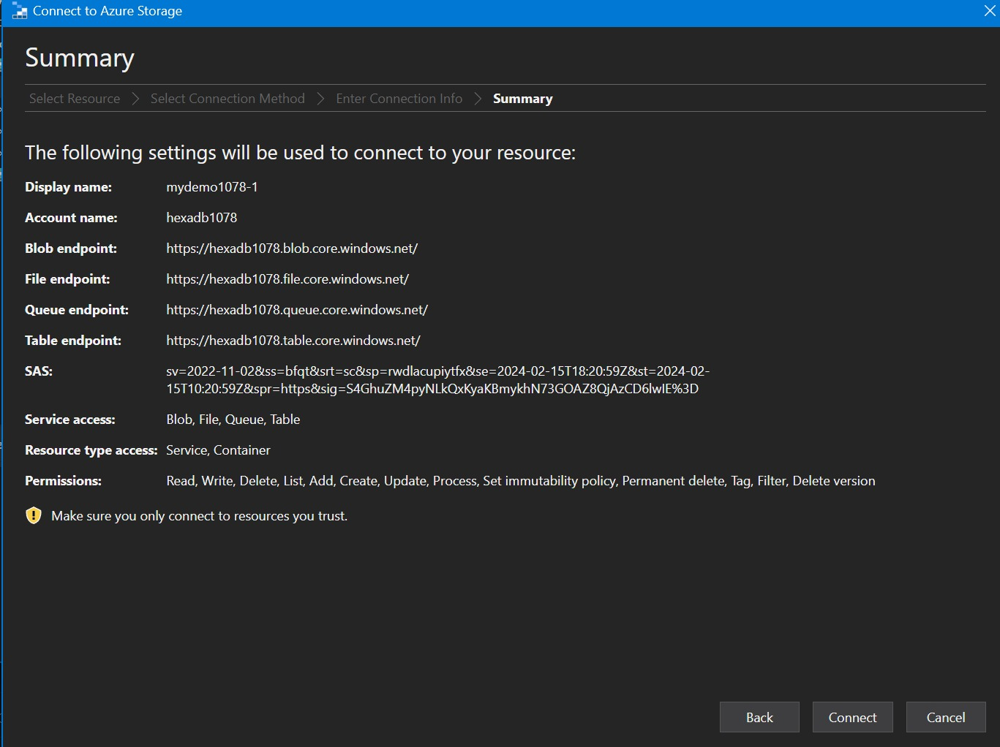 Connect to Azure Storage
Summary
Select Resource > Select Connection Method > Enter Connection Info > Summary
The following settings will be used to connect to your resource:
Display name: mydemo1078-1
Account name: hexadb1078
Blob endpoint: https://hexadb1078.blob.core.windows.net/
File endpoint: https://hexadb1078.file.core.windows.net/
Queue endpoint: https://hexadb1078.queue.core.windows.net/
Table endpoint: https://hexadb1078.table.core.windows.net/
SAS: sv=2022-11-02&ss=bfqt&srt=sc&sp=rwdlacupiytfx&se=2024-02-15T18:20:59Z&st=2024-02-
15T10:20:59Z&spr=https&sig=S4GhuZM4pyNLkQxKyaKBmykhN73GOAZ8QjAzCD6lwIE%3D
Service access: Blob, File, Queue, Table
Resource type access: Service, Container
Permissions: Read, Write, Delete, List, Add, Create, Update, Process, Set immutability policy, Permanent delete, Tag, Filter, Delete version
Make sure you only connect to resources you trust.
Back Connect Cancel